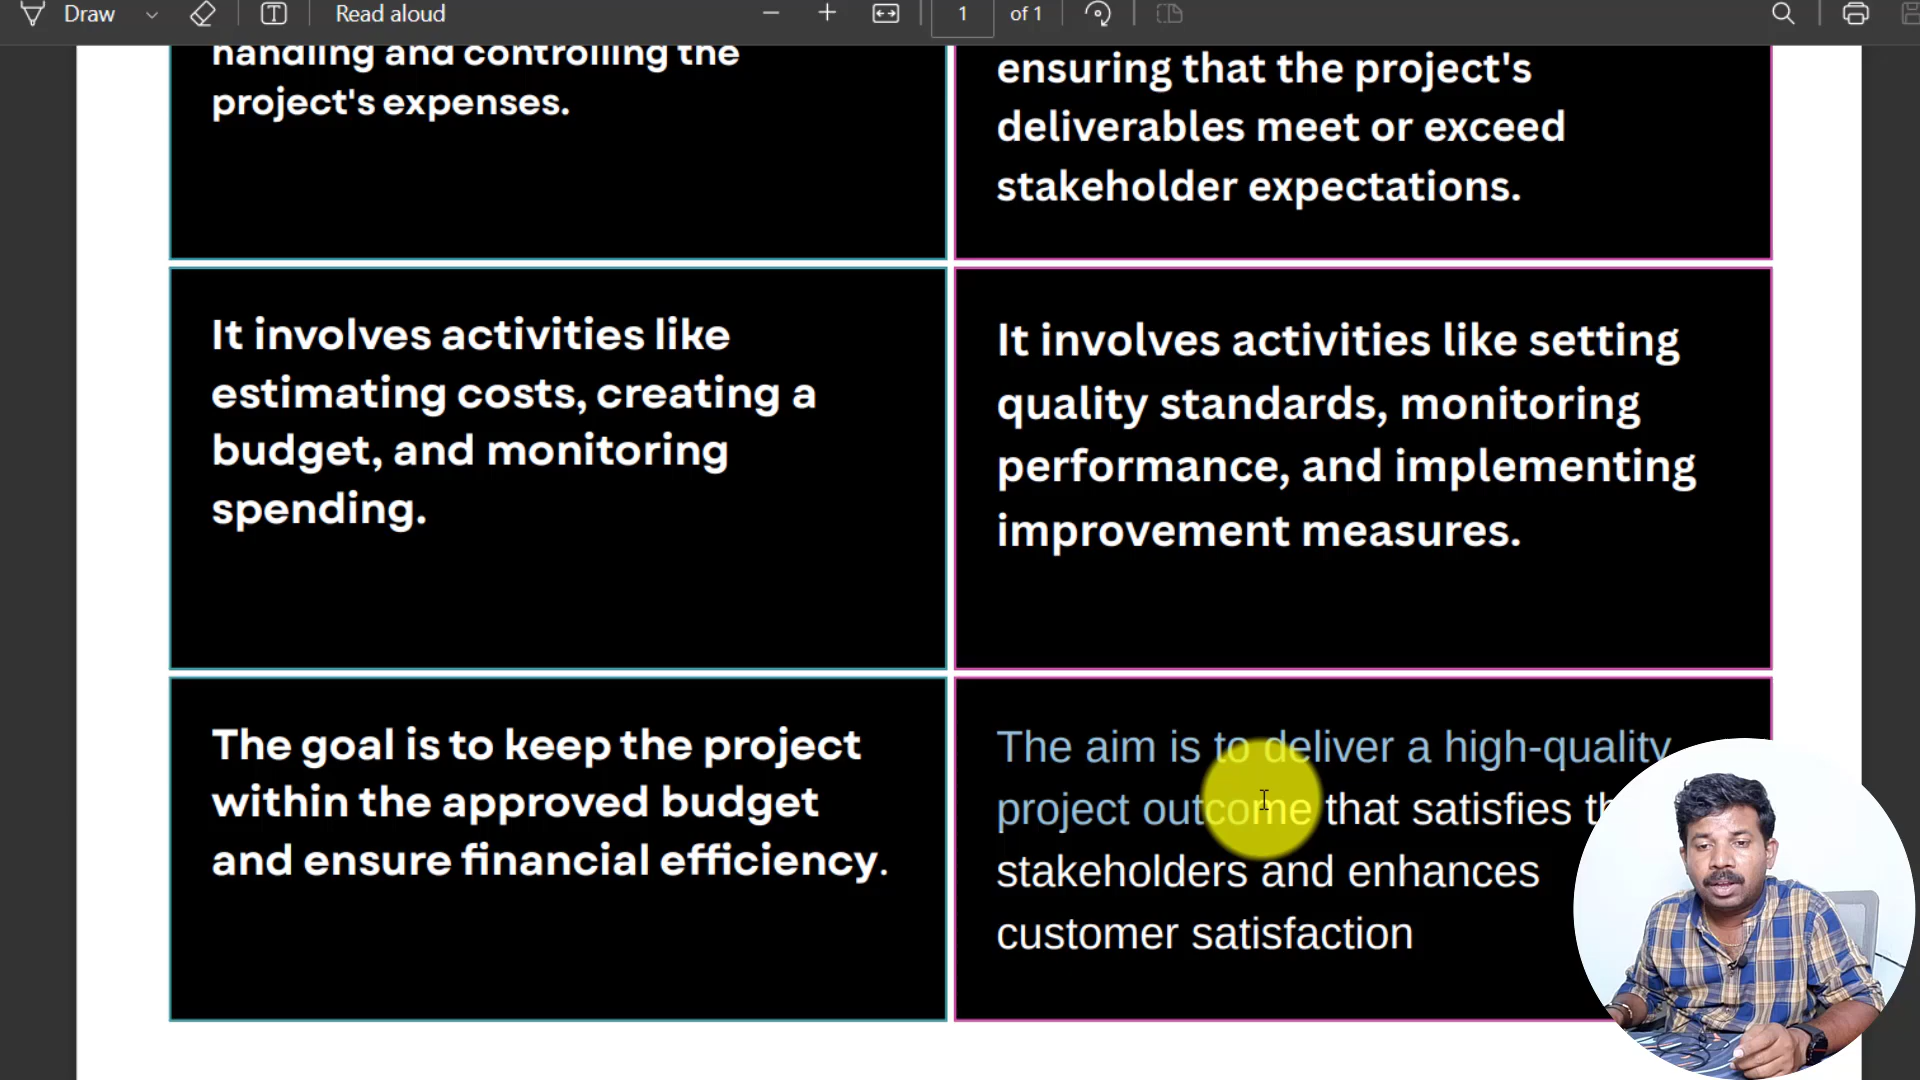 Draw
Read aloud
1
of 1
handling and controlling the
project's expenses.
ensuring that the project's
deliverables meet or exceed
stakeholder expectations.
It involves activities like
estimating costs, creating a
budget, and monitoring
spending.
It involves activities like setting
quality standards, monitoring
performance, and implementing
improvement measures.
The goal is to keep the project
within the approved budget
and ensure financial efficiency.
The aim is to deliver a high-quality
project outcome that satisfies
stakeholders and enhances
customer satisfaction